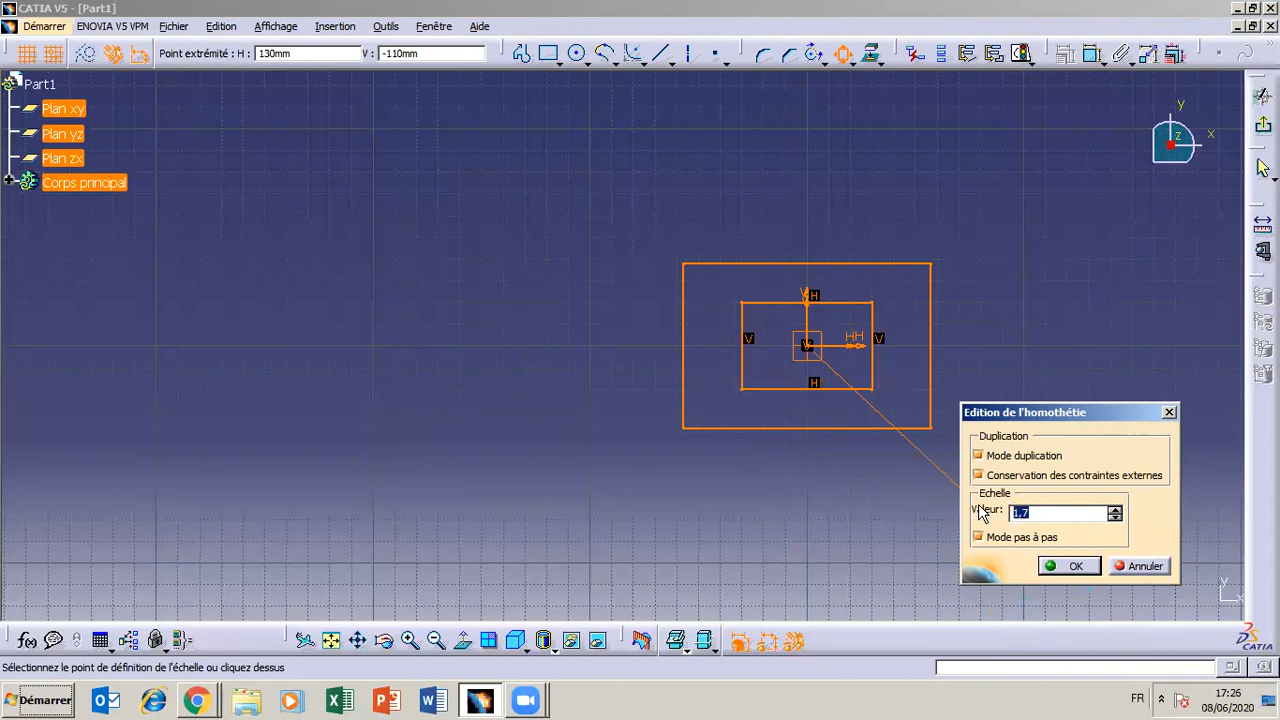 CATIA V5 - [Part1]
Démarrer ENOVIA V5 VPM Fichier Edition Affichage Insertion Outils Fenêtre Aide
Point extrémité : H : 130mm V : -110mm
Part1
Plan xy
Plan yz
Plan zx
Corps principal
y
x
z
V H
V HH V
V
H
Edition de l'homothétie
Duplication
Mode duplication
Conservation des contraintes externes
Echelle
Valeur: 1,7
Mode pas à pas
OK Annuler
y
x
f(x)
CATIA
Sélectionnez le point de définition de l'échelle ou cliquez dessus
Démarrer FR 17:26
08/06/2020